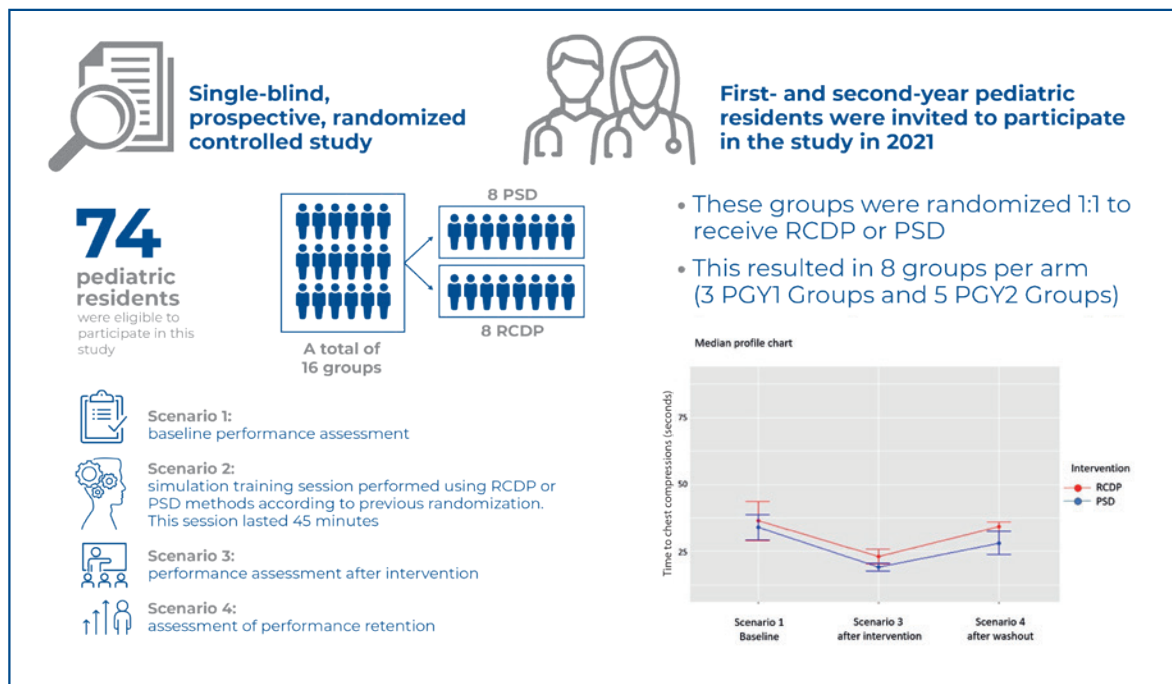 Single-blind,
prospective, randomized
controlled study
First- and second-year pediatric
residents were invited to participate
in the study in 2021
74
pediatric
residents
were eligible to
participate in this
study
A total of
16 groups
8 PSD
8 RCDP
• These groups were randomized 1:1 to
receive RCDP or PSD
• This resulted in 8 groups per arm
(3 PGY1 Groups and 5 PGY2 Groups)
Scenario 1:
baseline performance assessment
Scenario 2:
simulation training session performed using RCDP or
PSD methods according to previous randomization.
This session lasted 45 minutes
Scenario 3:
performance assessment after intervention
Scenario 4:
assessment of performance retention
Median profile chart
Time to chest compressions (seconds)
75
50
25
Scenario 1
Baseline
Scenario 3
after intervention
Scenario 4
after washout
Intervention
RCDP
PSD